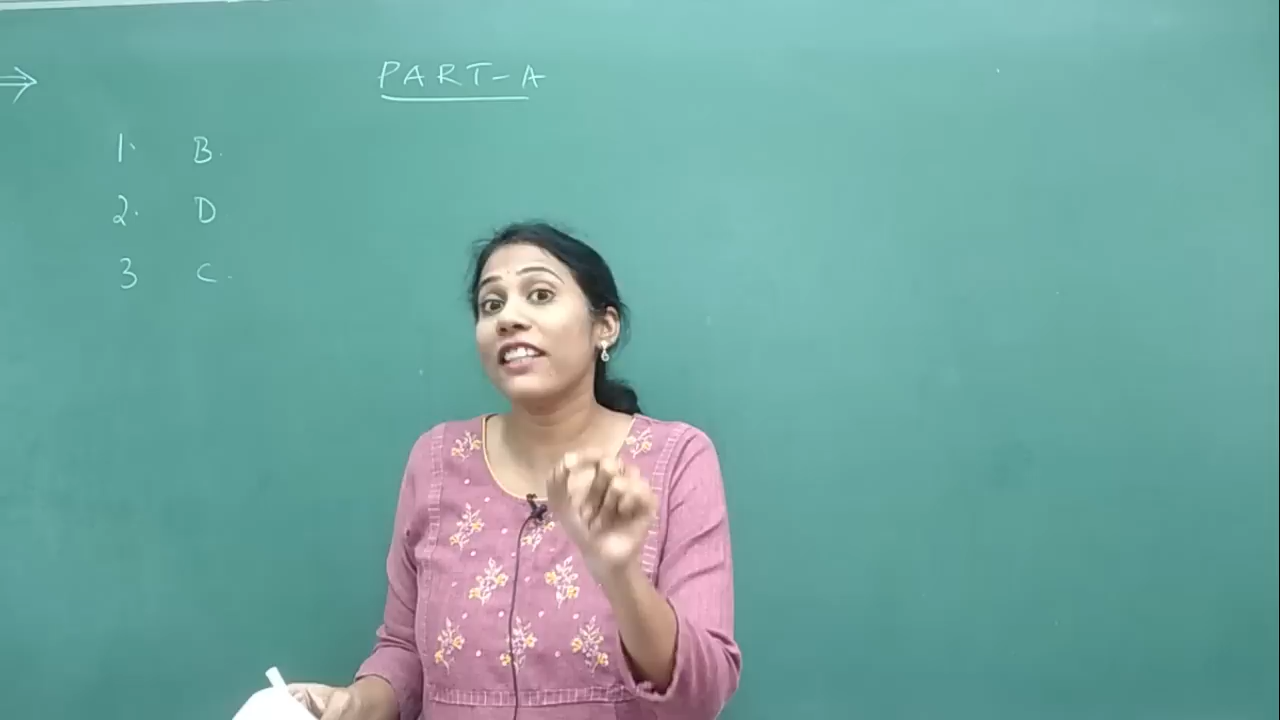 ⇒ PART-A
1. B.
2. D
3 C.